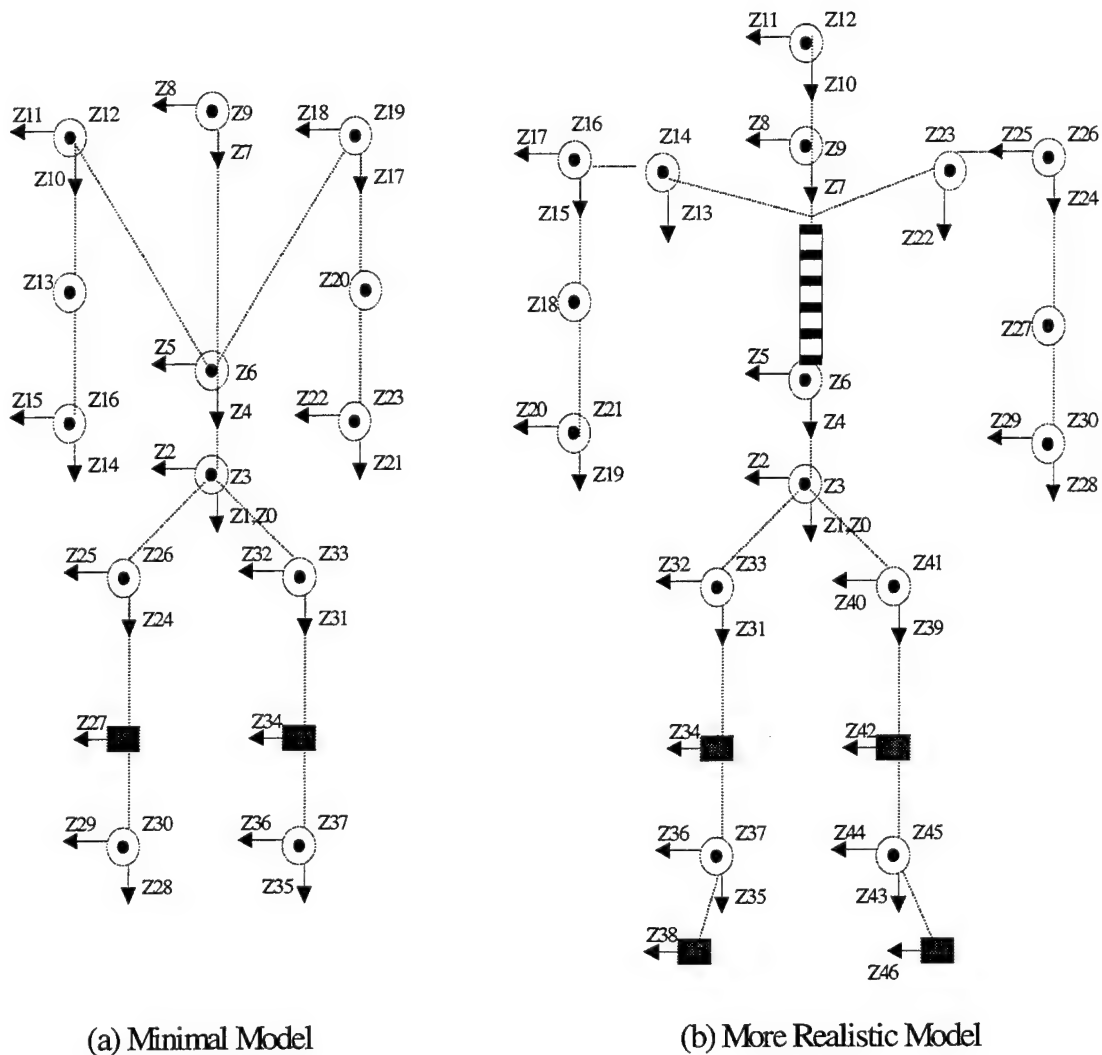 Z11 Z12
Z8 Z9
Z18 Z19
Z10
Z7
Z17
Z13
Z20
Z5 Z6
Z15 Z16
Z4
Z22 Z23
Z14
Z2 Z3
Z21
Z1,Z0
Z25 Z26
Z32 Z33
Z24
Z31
Z27
Z34
Z29 Z30
Z36 Z37
Z28
Z35
(a) Minimal Model
Z11 Z12
Z10
Z8 Z9
Z17 Z16
Z14
Z23 Z25 Z26
Z7
Z15
Z13
Z22
Z24
Z18
Z27
Z5 Z6
Z20 Z21
Z4
Z29 Z30
Z19
Z2 Z3
Z28
Z1,Z0
Z32 Z33
Z40 Z41
Z31
Z39
Z34
Z42
Z36 Z37
Z44 Z45
Z35
Z43
Z38
Z46
(b) More Realistic Model